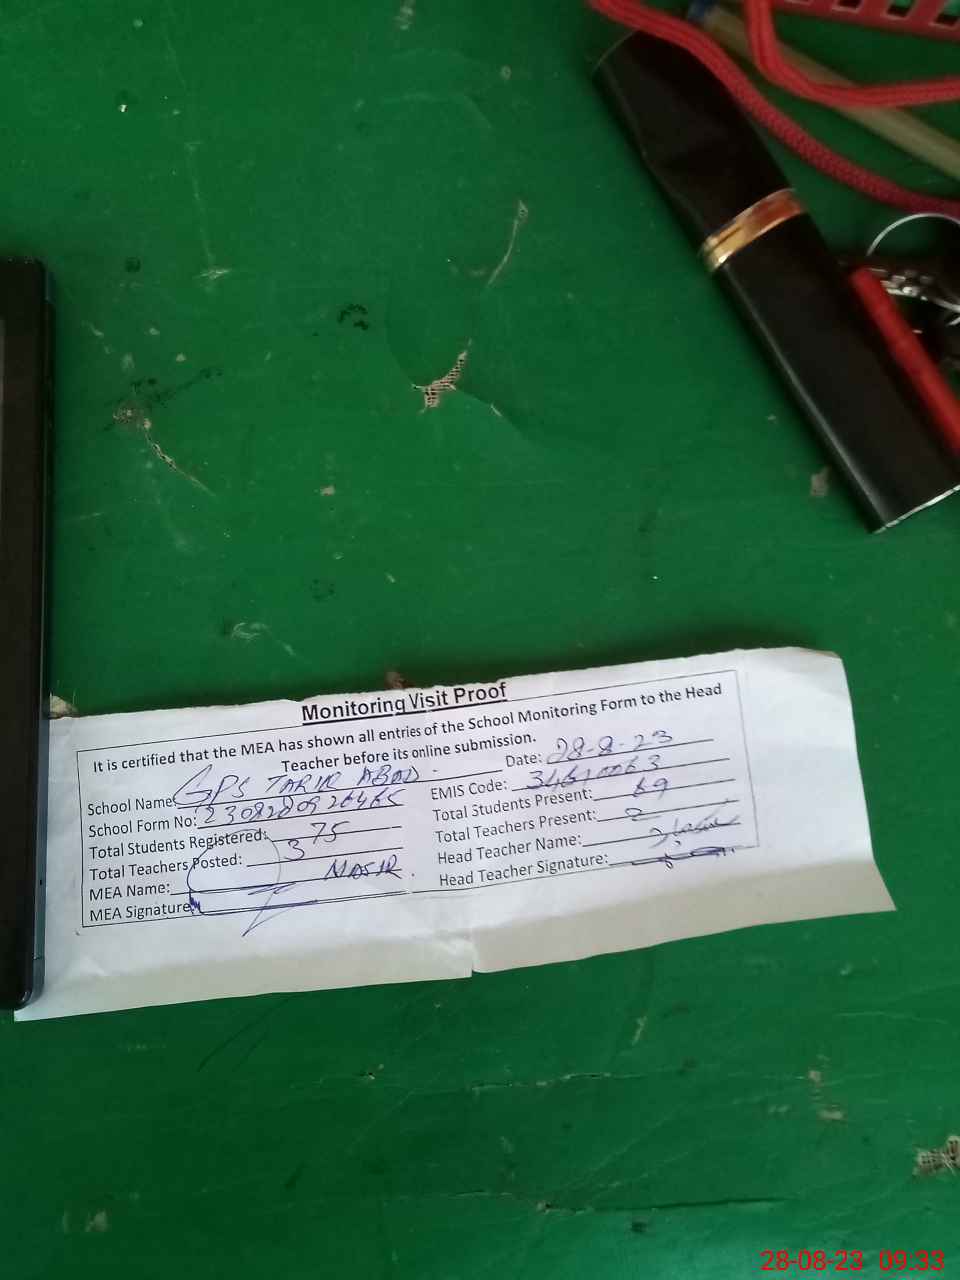 Monitoring Visit Proof
It is certified that the MEA has shown all entries of the School Monitoring Form to the Head
Teacher before its online submission.
School Name: GPS TARIR ABAD. Date: 28-8-23
School Form No: EMIS Code:
Total Students Registered: 75 Total Students Present: 69
Total Teachers Posted: 3 Total Teachers Present: 2
MEA Name: NASIR. Head Teacher Name:
MEA Signature Head Teacher Signature:
28-08-23 09:33